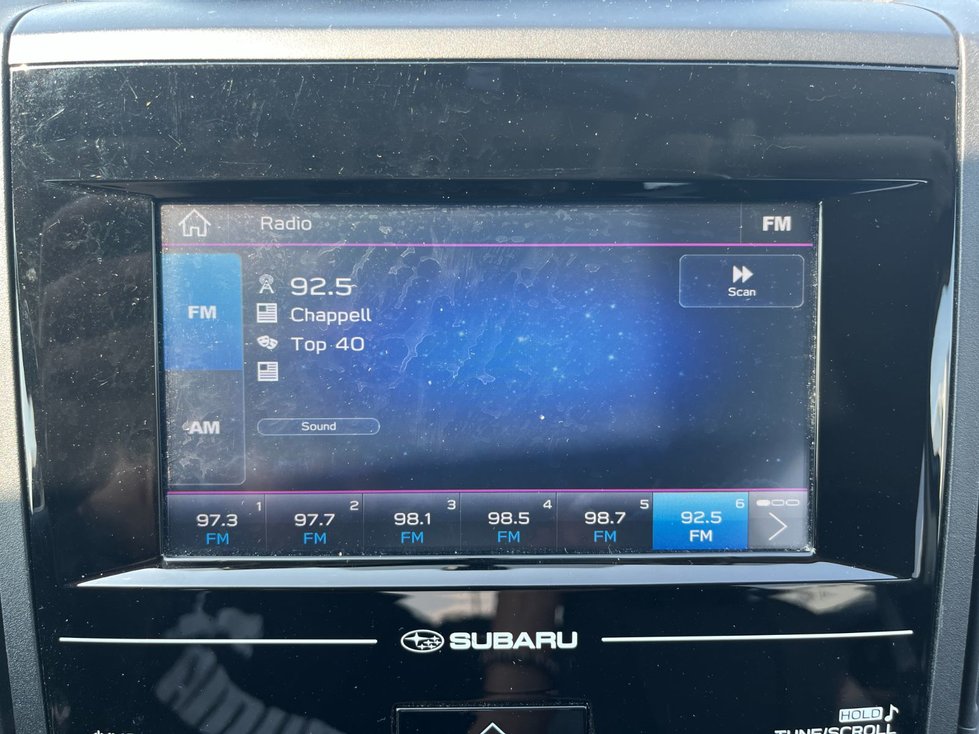 Radio
FM
FM
92.5
Scan
Chappell
Top 40
AM
Sound
1 2 3 4 5 6
97.3 97.7 98.1 98.5 98.7 92.5
FM FM FM FM FM FM
SUBARU
HOLD
TUNE/SCROLL